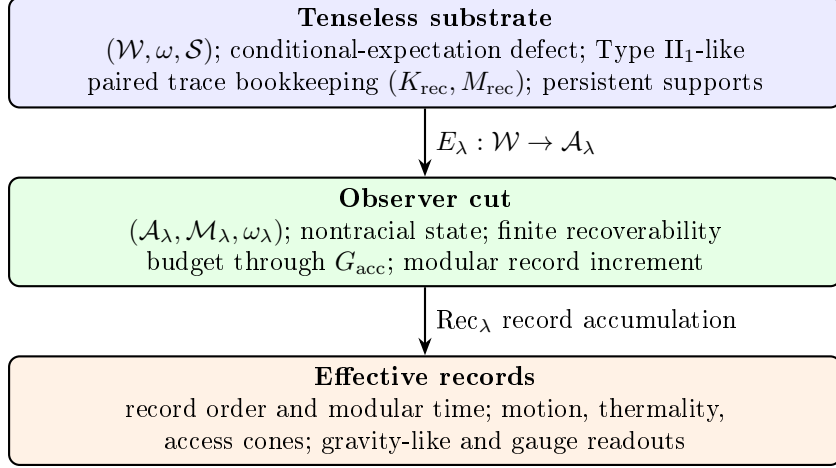 Tenseless substrate
(𝒲, ω, 𝒮); conditional-expectation defect; Type II₁-like
paired trace bookkeeping (K_rec, M_rec); persistent supports
E_λ : 𝒲 → 𝒜_λ
Observer cut
(𝒜_λ, ℳ_λ, ω_λ); nontracial state; finite recoverability
budget through G_acc; modular record increment
Rec_λ record accumulation
Effective records
record order and modular time; motion, thermality,
access cones; gravity-like and gauge readouts